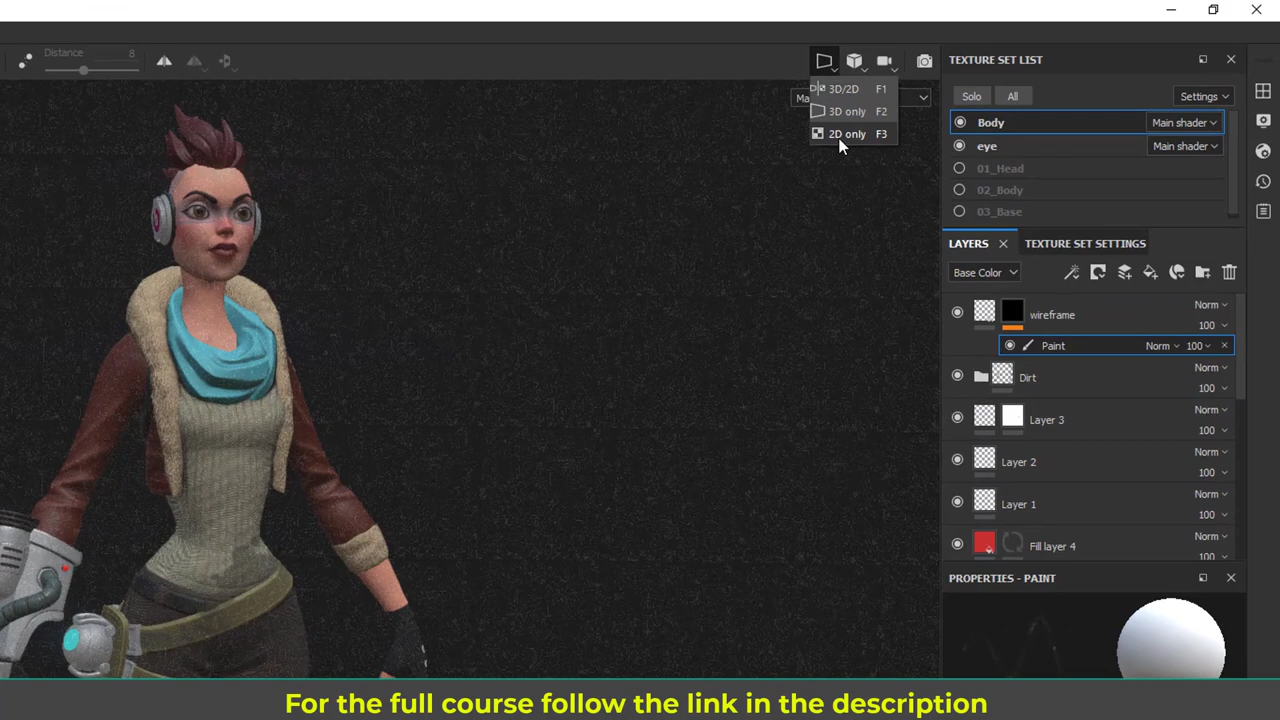 Distance 8
3D/2D F1
3D only F2
2D only F3
Ma
TEXTURE SET LIST
Solo All Settings
Body Main shader
eye Main shader
01_Head
02_Body
03_Base
LAYERS TEXTURE SET SETTINGS
Base Color
wireframe Norm
100
Paint Norm 100
Dirt Norm
100
Layer 3 Norm
100
Layer 2 Norm
100
Layer 1 Norm
100
Fill layer 4 Norm
100
PROPERTIES - PAINT
For the full course follow the link in the description